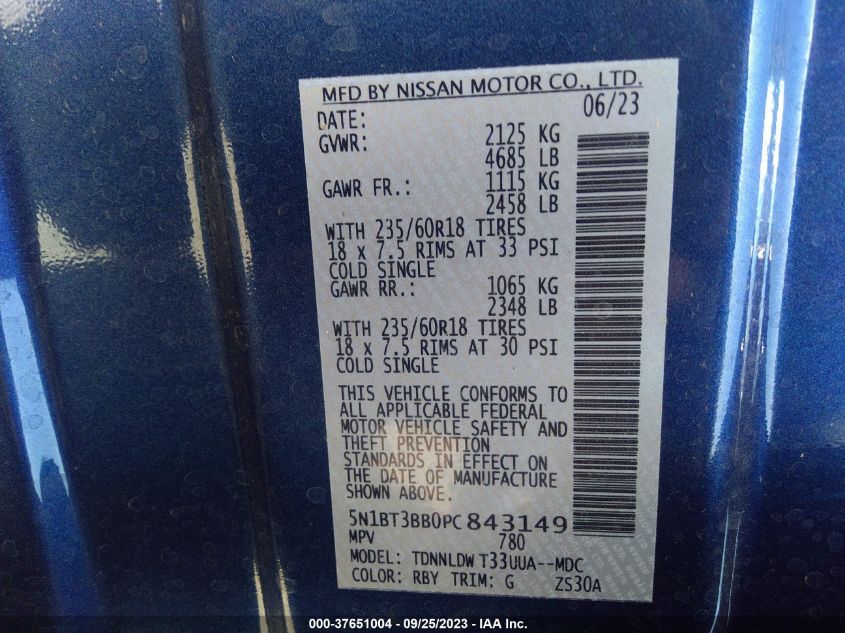 MFD BY NISSAN MOTOR CO., LTD.
DATE: 06/23
GVWR: 2125 KG
4685 LB
GAWR FR.: 1115 KG
2458 LB
WITH 235/60R18 TIRES
18 x 7.5 RIMS AT 33 PSI
COLD SINGLE
GAWR RR.: 1065 KG
2348 LB
WITH 235/60R18 TIRES
18 x 7.5 RIMS AT 30 PSI
COLD SINGLE
THIS VEHICLE CONFORMS TO
ALL APPLICABLE FEDERAL
MOTOR VEHICLE SAFETY AND
THEFT PREVENTION
STANDARDS IN EFFECT ON
THE DATE OF MANUFACTURE
SHOWN ABOVE.
5N1BT3BB0PC 843149
MPV 780
MODEL: TDNNLDW T33UUA--MDC
COLOR: RBY TRIM: G ZS30A
000-37651004 - 09/25/2023 - IAA Inc.